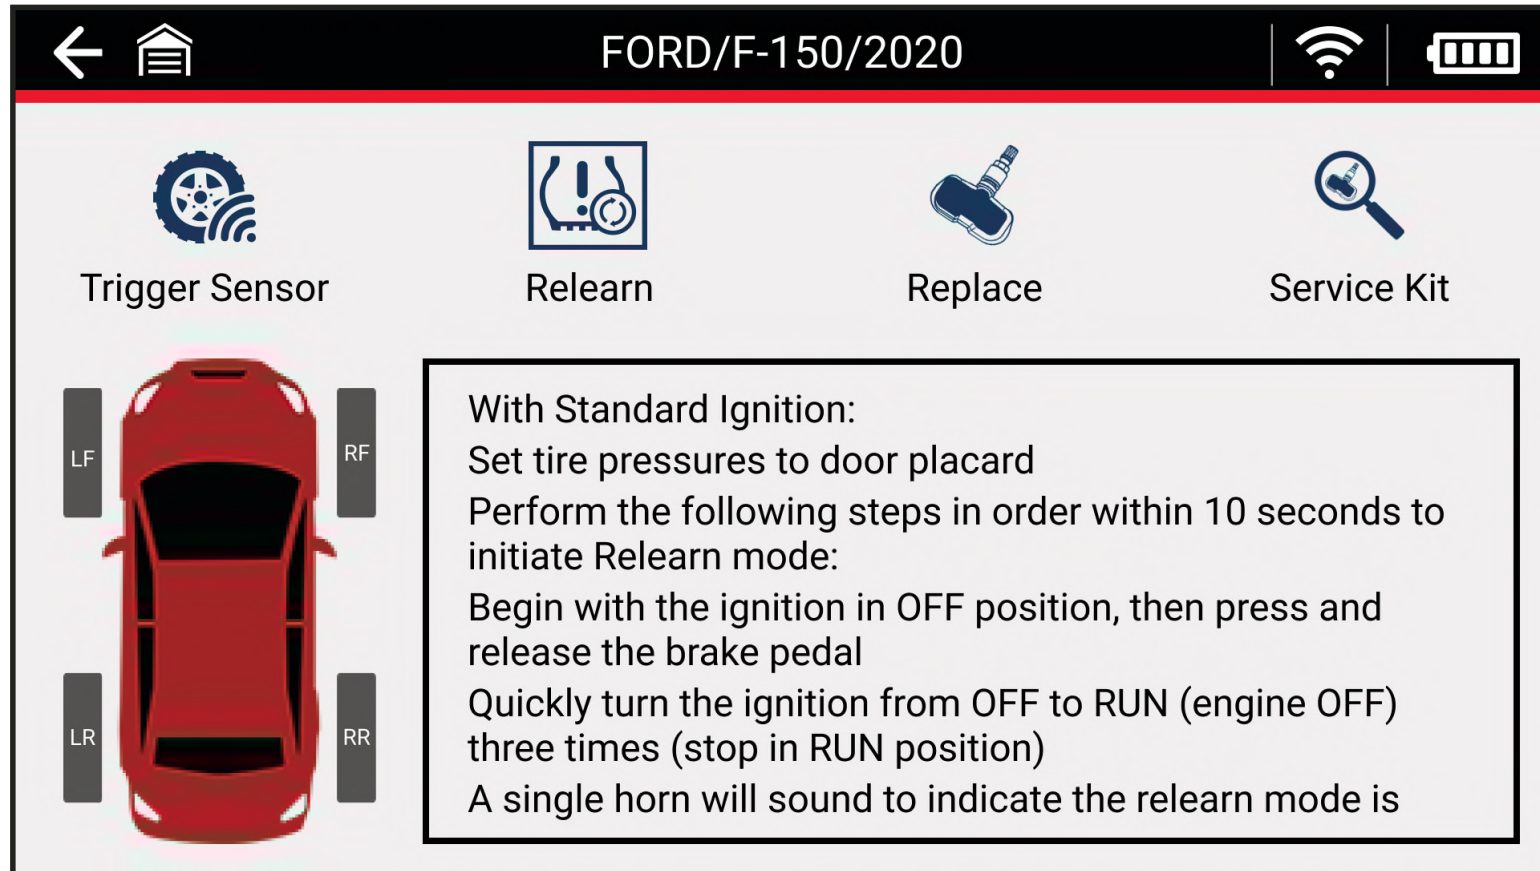 FORD/F-150/2020
Trigger Sensor
Relearn
Replace
Service Kit
LF
RF
LR
RR
With Standard Ignition:
Set tire pressures to door placard
Perform the following steps in order within 10 seconds to
initiate Relearn mode:
Begin with the ignition in OFF position, then press and
release the brake pedal
Quickly turn the ignition from OFF to RUN (engine OFF)
three times (stop in RUN position)
A single horn will sound to indicate the relearn mode is